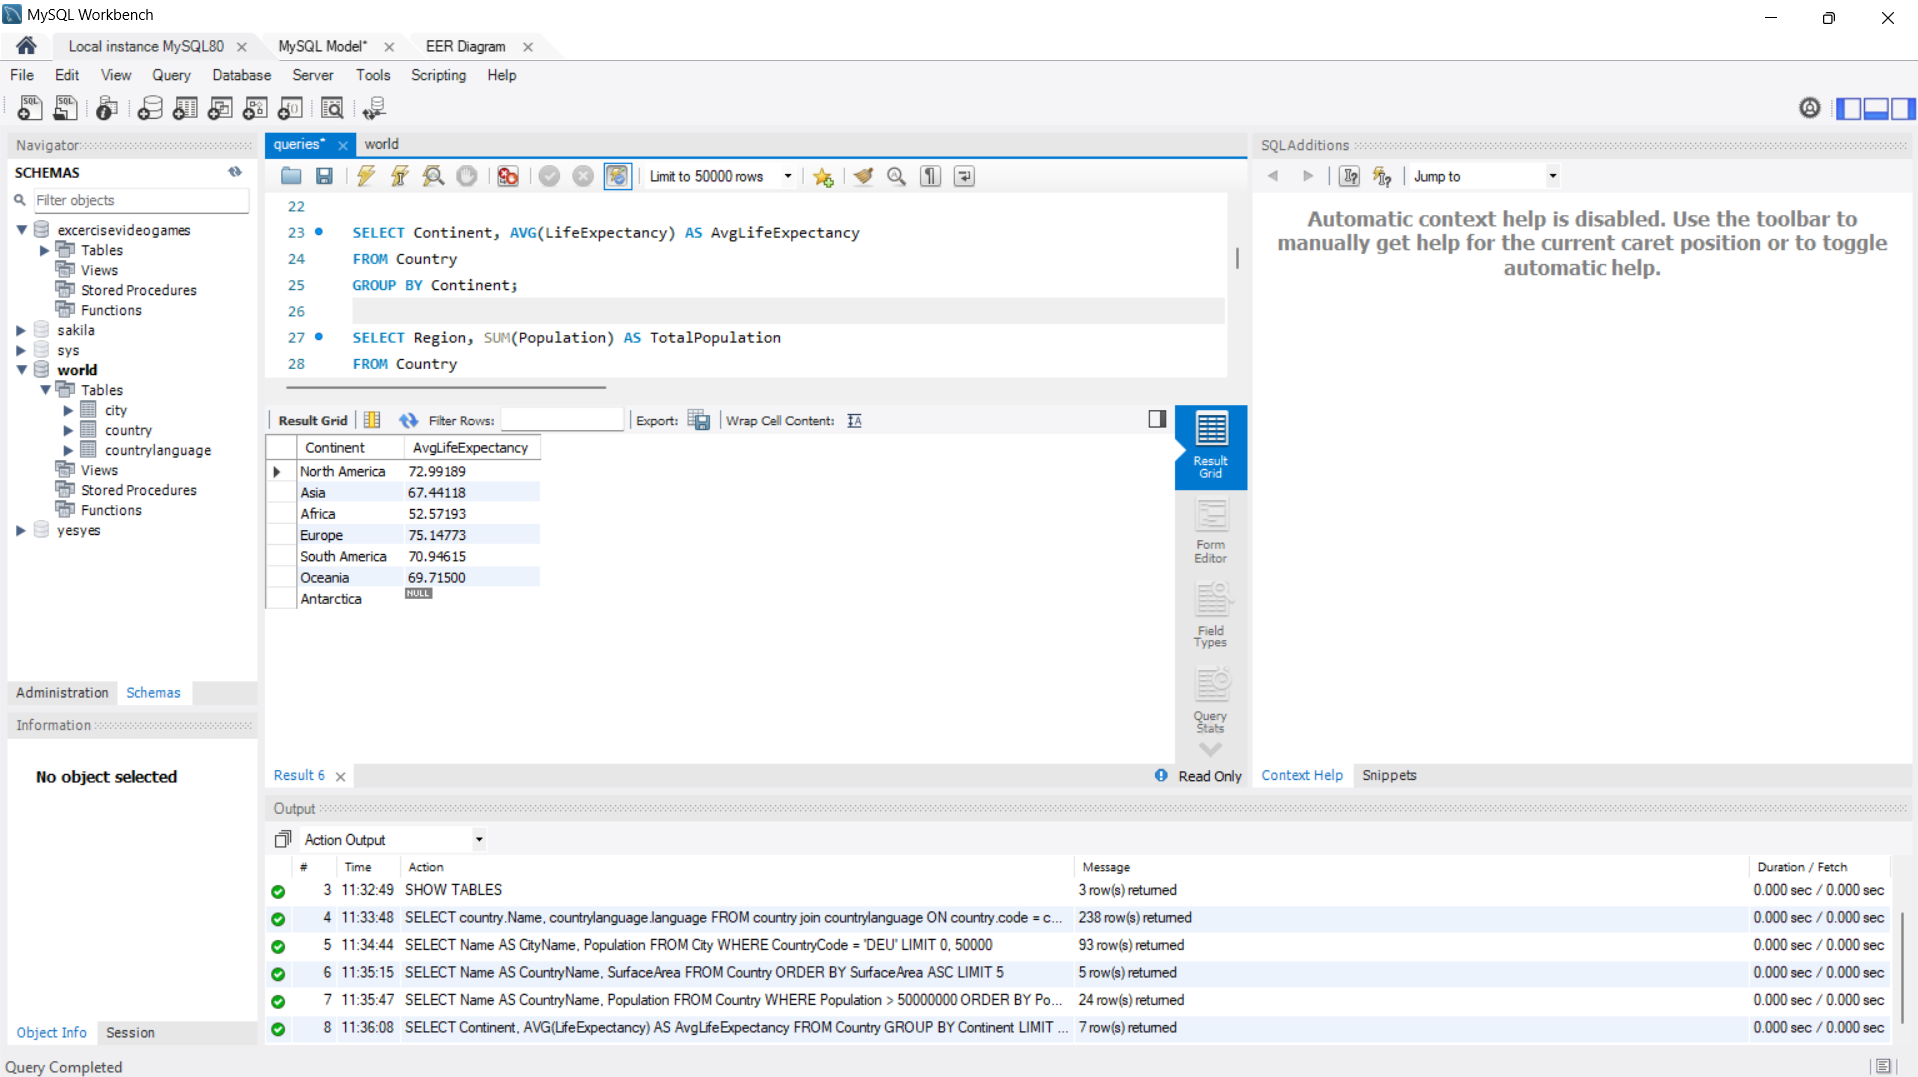 MySQL Workbench
Local instance MySQL80
MySQL Model*
EER Diagram
File Edit View Query Database Server Tools Scripting Help
Navigator
SCHEMAS
Filter objects
excercisevideogames
Tables
Views
Stored Procedures
Functions
sakila
sys
world
Tables
city
country
countrylanguage
Views
Stored Procedures
Functions
yesyes
Administration Schemas
Information
No object selected
Object Info Session
queries* world
Limit to 50000 rows
22
23 SELECT Continent, AVG(LifeExpectancy) AS AvgLifeExpectancy
24 FROM Country
25 GROUP BY Continent;
26
27 SELECT Region, SUM(Population) AS TotalPopulation
28 FROM Country
Result Grid Filter Rows: Export: Wrap Cell Content:
Continent AvgLifeExpectancy
North America 72.99189
Asia 67.44118
Africa 52.57193
Europe 75.14773
South America 70.94615
Oceania 69.71500
Antarctica NULL
Result Grid
Form Editor
Field Types
Query Stats
Result 6
Read Only
SQLAdditions
Jump to
Automatic context help is disabled. Use the toolbar to
manually get help for the current caret position or to toggle
automatic help.
Context Help Snippets
Output
Action Output
# Time Action Message Duration / Fetch
3 11:32:49 SHOW TABLES 3 row(s) returned 0.000 sec / 0.000 sec
4 11:33:48 SELECT country.Name, countrylanguage.language FROM country join countrylanguage ON country.code = c... 238 row(s) returned 0.000 sec / 0.000 sec
5 11:34:44 SELECT Name AS CityName, Population FROM City WHERE CountryCode = 'DEU' LIMIT 0, 50000 93 row(s) returned 0.000 sec / 0.000 sec
6 11:35:15 SELECT Name AS CountryName, SurfaceArea FROM Country ORDER BY SurfaceArea ASC LIMIT 5 5 row(s) returned 0.000 sec / 0.000 sec
7 11:35:47 SELECT Name AS CountryName, Population FROM Country WHERE Population > 50000000 ORDER BY Po... 24 row(s) returned 0.000 sec / 0.000 sec
8 11:36:08 SELECT Continent, AVG(LifeExpectancy) AS AvgLifeExpectancy FROM Country GROUP BY Continent LIMIT ... 7 row(s) returned 0.000 sec / 0.000 sec
Query Completed